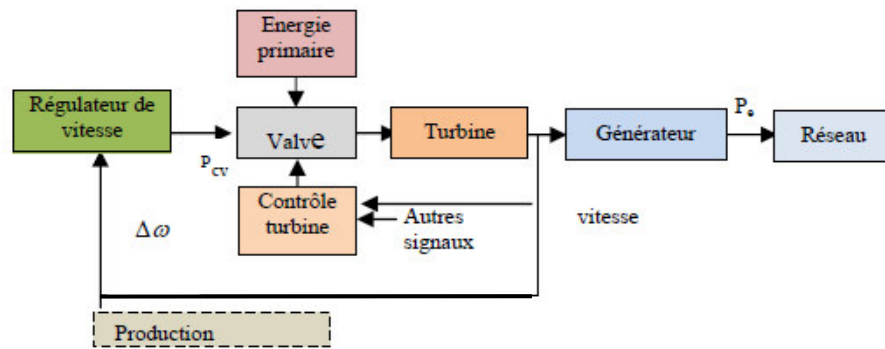 Energie
primaire
Régulateur de
vitesse
Valve
Turbine
Générateur
Pe
Réseau
Pcv
Contrôle
turbine
Autres
signaux
vitesse
Δω
Production